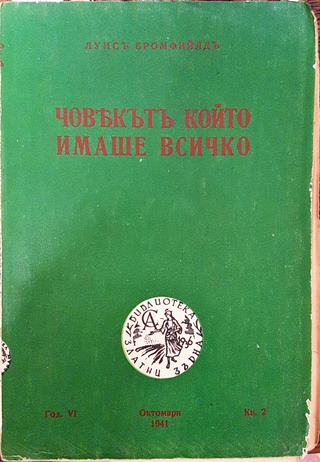 ЛУИСЪ БРОМФИЙЛДЪ
ЧОВѢКЪТЪ КОЙТО
ИМАШЕ ВСИЧКО
БИБЛИОТЕКА
ЗЛАТНИ ЗЪРНА
Год. VI
Октомври
1941
Кн. 2